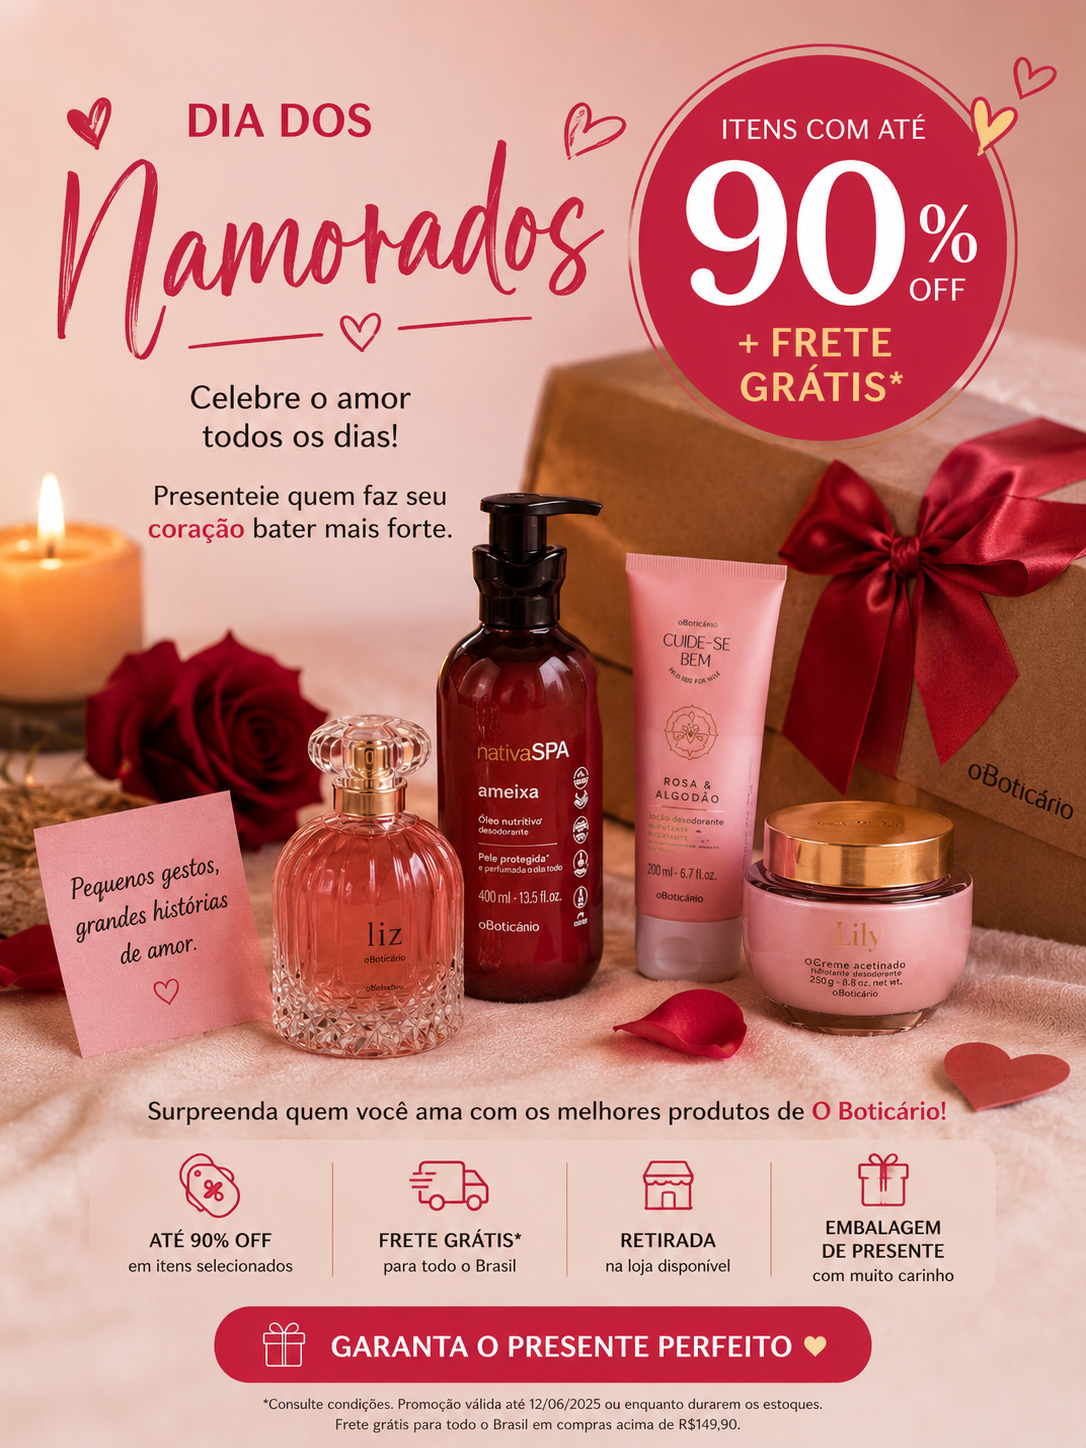 DIA DOS
Namorados
ITENS COM ATÉ
90%
OFF
+ FRETE
GRÁTIS*
Celebre o amor
todos os dias!
Presenteie quem faz seu
coração bater mais forte.
Pequenos gestos,
grandes histórias
de amor.
liz
oBoticário
nativaSPA
ameixa
Óleo nutritivo
desodorante
Pele protegida*
e perfumada o dia todo
400 ml · 13.5 fl.oz.
oBoticário
oBoticário
CUIDE-SE
BEM
ROSA &
ALGODÃO
loção desodorante
200 ml - 6.7 fl.oz.
oBoticário
Lily
Creme acetinado
hidratante desodorante
250g - 8.8 oz. net wt.
oBoticário
oBoticário
Surpreenda quem você ama com os melhores produtos de O Boticário!
ATÉ 90% OFF
em itens selecionados
FRETE GRÁTIS*
para todo o Brasil
RETIRADA
na loja disponível
EMBALAGEM
DE PRESENTE
com muito carinho
GARANTA O PRESENTE PERFEITO
*Consulte condições. Promoção válida até 12/06/2025 ou enquanto durarem os estoques.
Frete grátis para todo o Brasil em compras acima de R$149,90.